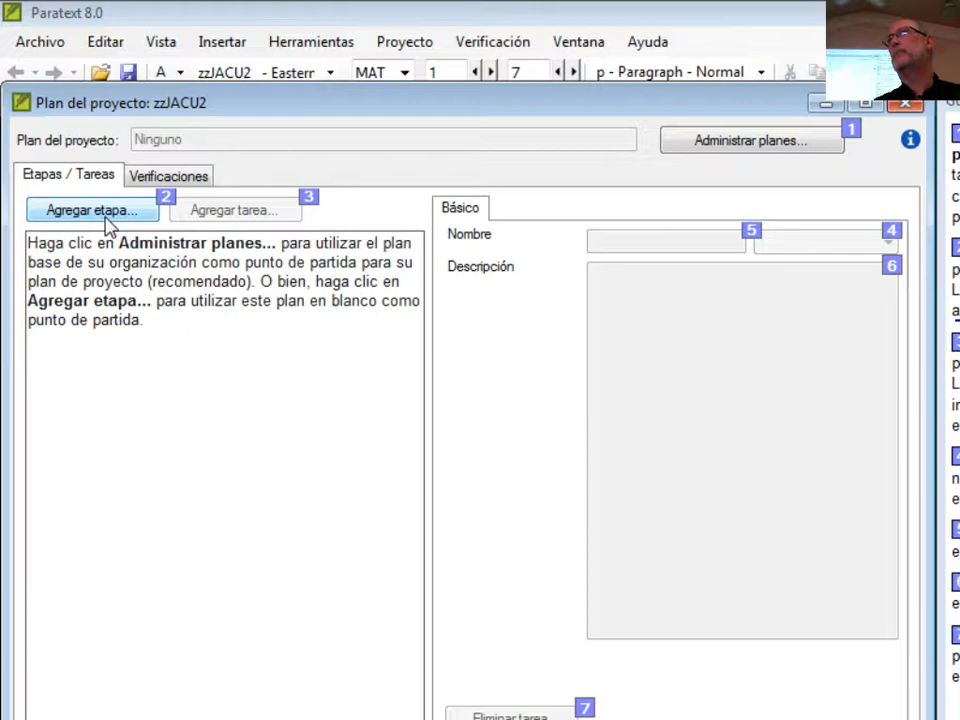 Paratext 8.0
Archivo Editar Vista Insertar Herramientas Proyecto Verificación Ventana Ayuda
A zzJACU2 - Easterr MAT 1 7 p - Paragraph - Normal
Plan del proyecto: zzJACU2
Plan del proyecto: Ninguno Administrar planes... 1
Etapas / Tareas Verificaciones
Agregar etapa... 2 Agregar tarea... 3
Básico
Nombre 5 4
Descripción 6
Haga clic en Administrar planes... para utilizar el plan
base de su organización como punto de partida para su
plan de proyecto (recomendado). O bien, haga clic en
Agregar etapa... para utilizar este plan en blanco como
punto de partida.
Eliminar tarea 7